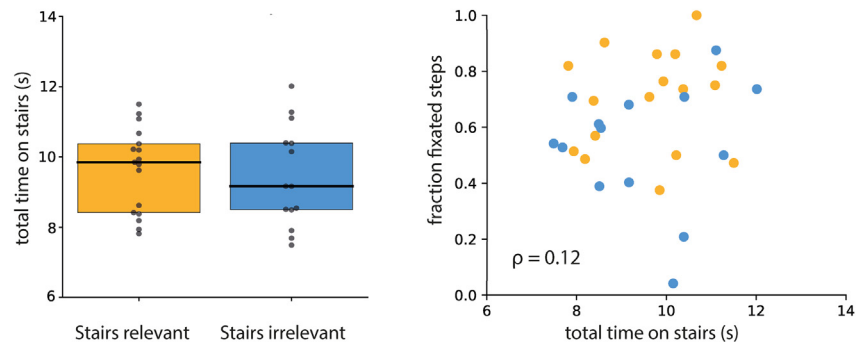 total time on stairs (s)
14
12
10
8
6
Stairs relevant
Stairs irrelevant
fraction fixated steps
1.0
0.8
0.6
0.4
0.2
0.0
ρ = 0.12
6
8
10
12
14
total time on stairs (s)